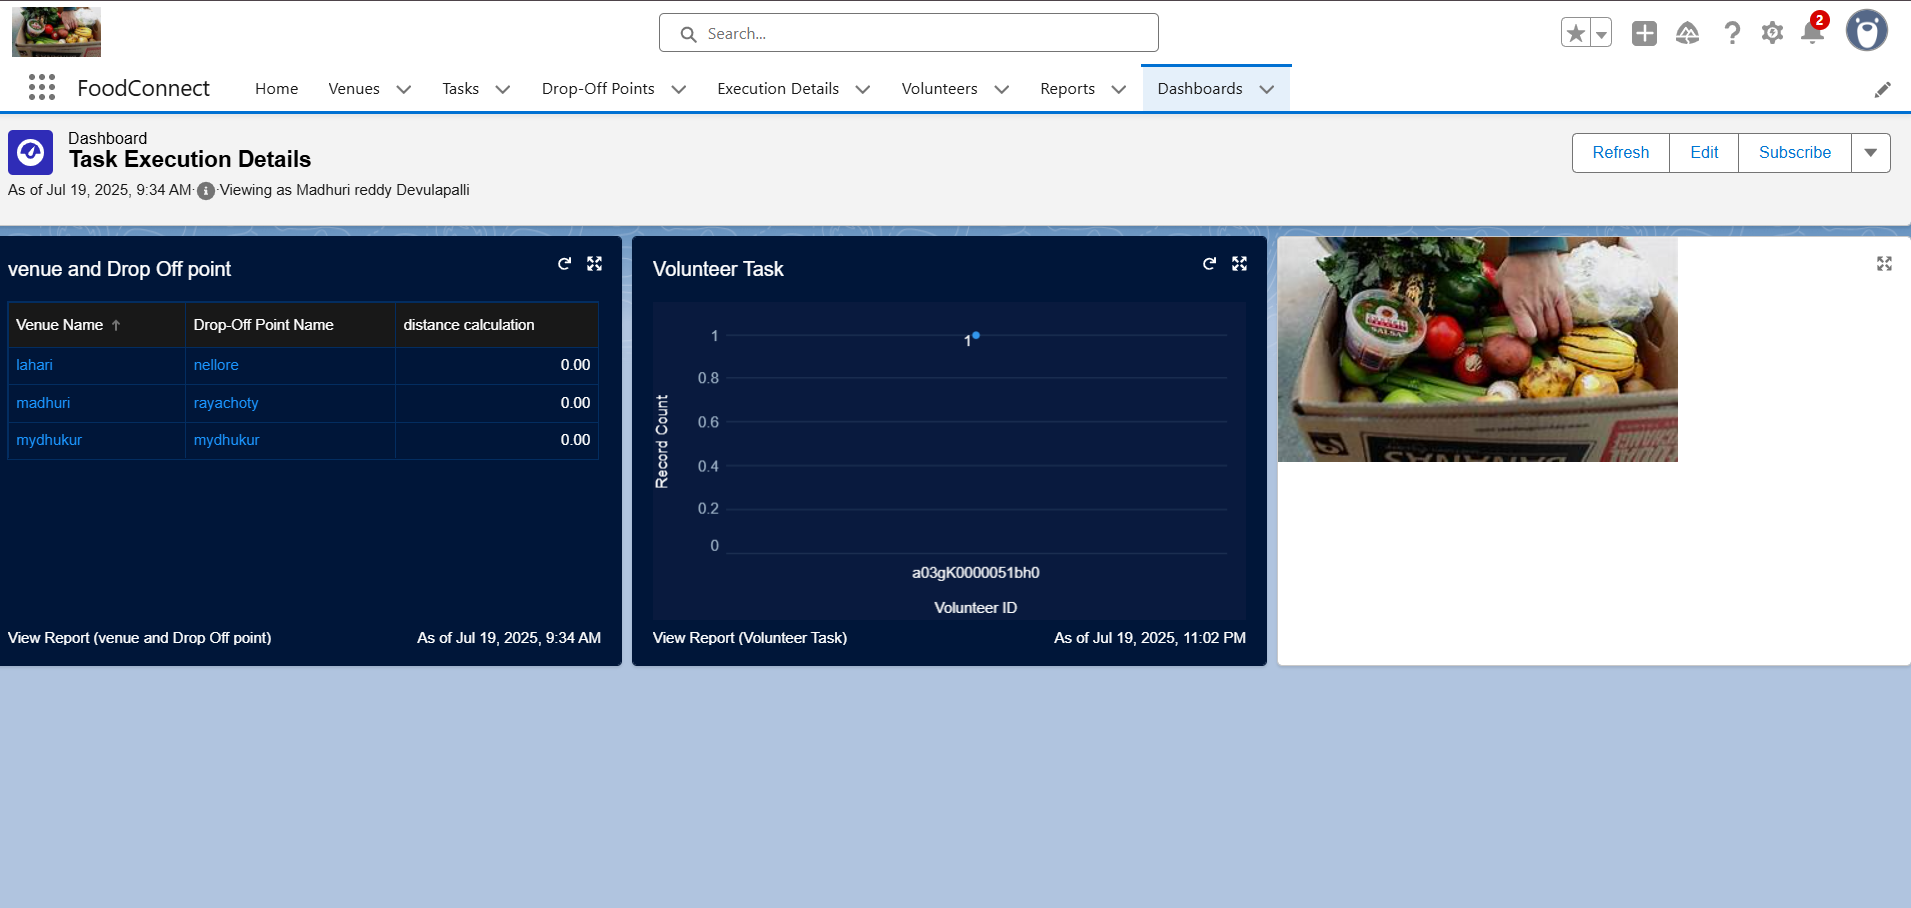 Search...
2
FoodConnect
Home
Venues
Tasks
Drop-Off Points
Execution Details
Volunteers
Reports
Dashboards
Dashboard
Task Execution Details
As of Jul 19, 2025, 9:34 AM·Viewing as Madhuri reddy Devulapalli
Refresh
Edit
Subscribe
venue and Drop Off point
Venue Name ↑
Drop-Off Point Name
distance calculation
lahari
nellore
0.00
madhuri
rayachoty
0.00
mydhukur
mydhukur
0.00
View Report (venue and Drop Off point)
As of Jul 19, 2025, 9:34 AM
Volunteer Task
Record Count
1
0.8
0.6
0.4
0.2
0
1
a03gK0000051bh0
Volunteer ID
View Report (Volunteer Task)
As of Jul 19, 2025, 11:02 PM
SALSA
BANANAS